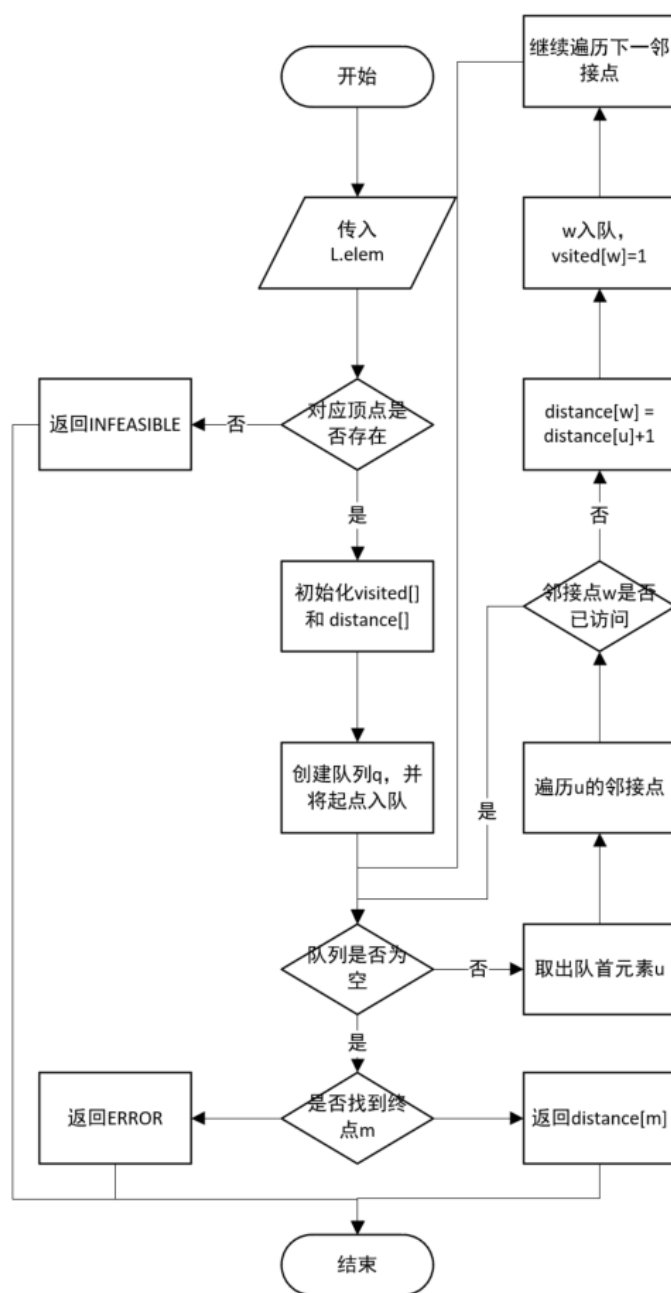 开始
传入
L.elem
对应顶点是
否存在
否
返回INFEASIBLE
是
初始化visited[]
和 distance[]
创建队列q，并
将起点入队
队列是否为
空
否
取出队首元素u
遍历u的邻接点
邻接点w是否
已访问
是
否
distance[w] =
distance[u]+1
w入队，
vsited[w]=1
继续遍历下一邻
接点
是
是否找到终
点m
返回ERROR
返回distance[m]
结束